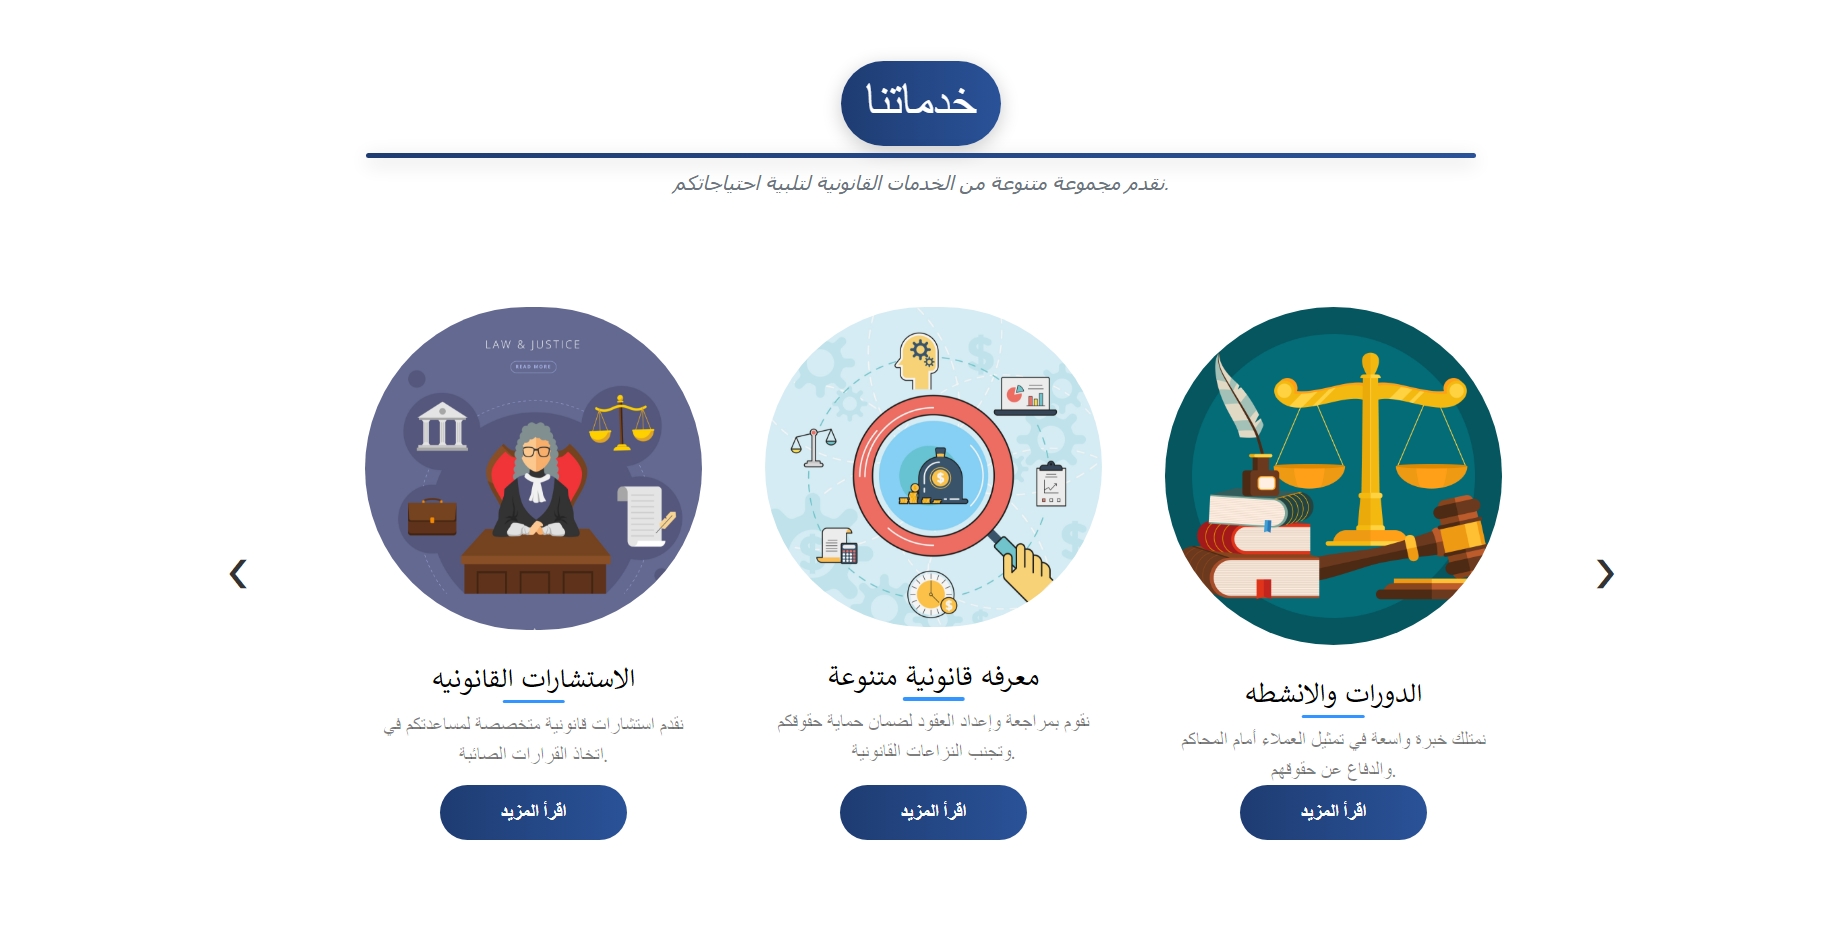 خدماتنا
نقدم مجموعة متنوعة من الخدمات القانونية لتلبية احتياجاتكم.
الدورات والانشطه
نمتلك خبرة واسعة في تمثيل العملاء أمام المحاكم
والدفاع عن حقوقهم.
اقرأ المزيد
معرفه قانونية متنوعة
نقوم بمراجعة وإعداد العقود لضمان حماية حقوقكم
وتجنب النزاعات القانونية.
اقرأ المزيد
LAW & JUSTICE
READ MORE
الاستشارات القانونيه
نقدم استشارات قانونية متخصصة لمساعدتكم في
اتخاذ القرارات الصائبة.
اقرأ المزيد